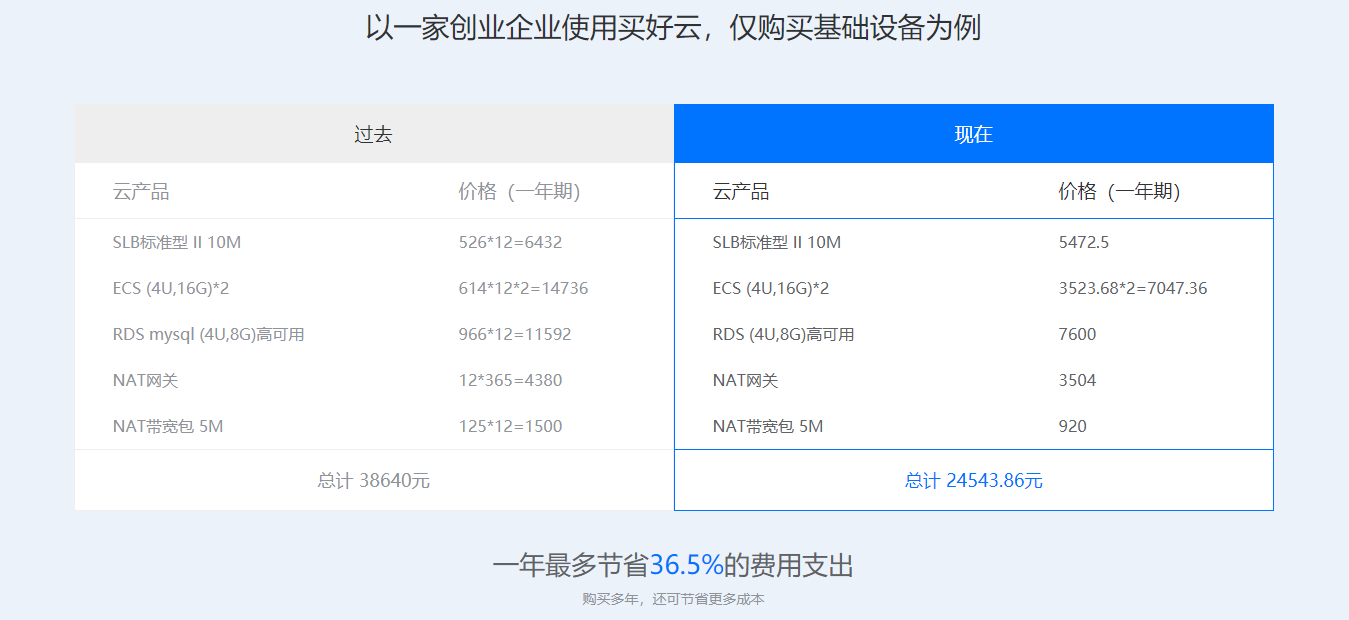 以一家创业企业使用买好云，仅购买基础设备为例
过去 现在
云产品 价格（一年期） 云产品 价格（一年期）
SLB标准型 II 10M 526*12=6432 SLB标准型 II 10M 5472.5
ECS (4U,16G)*2 614*12*2=14736 ECS (4U,16G)*2 3523.68*2=7047.36
RDS mysql (4U,8G)高可用 966*12=11592 RDS (4U,8G)高可用 7600
NAT网关 12*365=4380 NAT网关 3504
NAT带宽包 5M 125*12=1500 NAT带宽包 5M 920
总计 38640元 总计 24543.86元
一年最多节省36.5%的费用支出
购买多年，还可节省更多成本